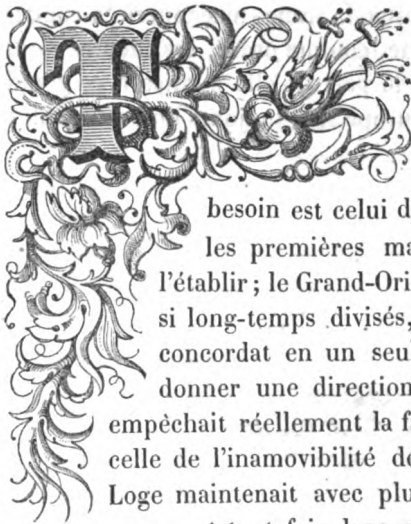 T
besoin est celui d
les premières ma
l'établir ; le Grand-Ori
si long-temps divisés,
concordat en un seu
donner une direction
empèchait réellement la f
celle de l'inamovibilité de
Loge maintenait avec plu